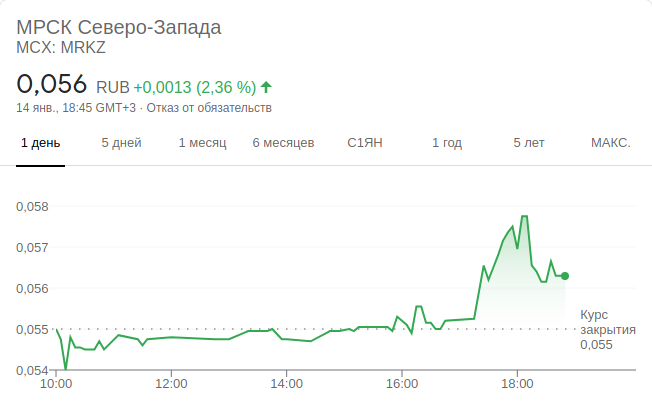 МРСК Северо-Запада
MCX: MRKZ
0,056 RUB +0,0013 (2,36 %)
14 янв., 18:45 GMT+3 · Отказ от обязательств
1 день 5 дней 1 месяц 6 месяцев С1ЯН 1 год 5 лет МАКС.
0,058
0,057
0,056
0,055
0,054
Курс
закрытия
0,055
10:00 12:00 14:00 16:00 18:00